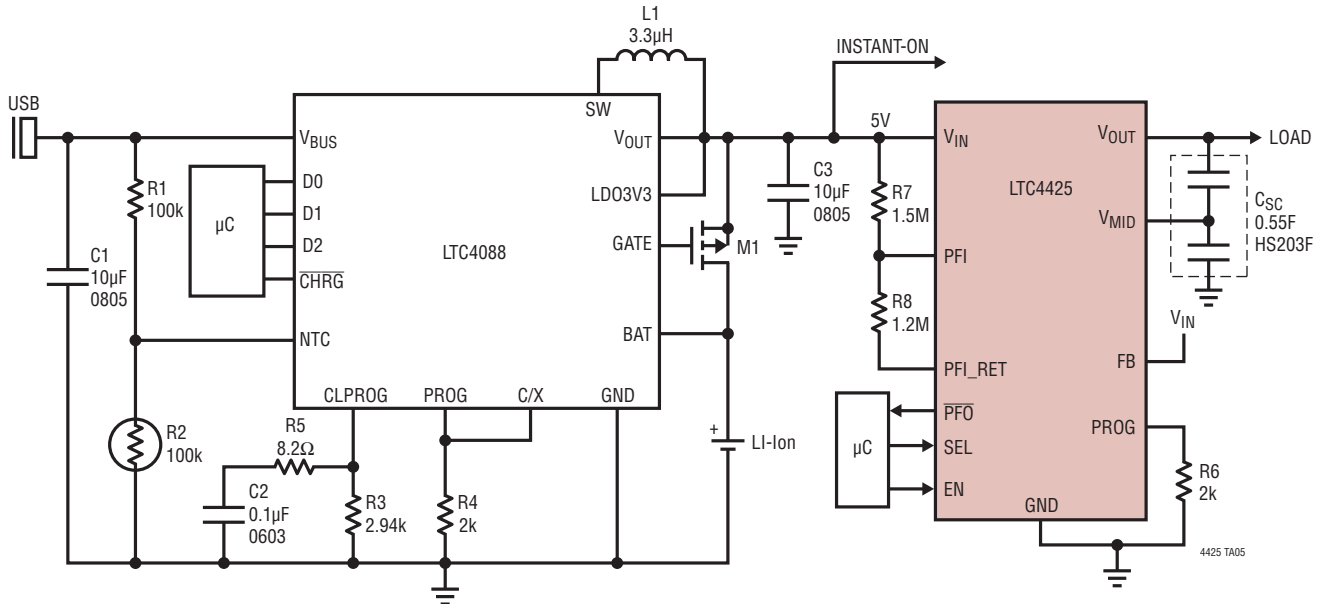 L1
3.3µH
INSTANT-ON
USB
SW
5V
VBUS
VOUT
VIN
VOUT
LOAD
R1
100k
D0
D1
D2
CHRG
µC
LDO3V3
C3
10µF
0805
R7
1.5M
LTC4425
CSC
0.55F
HS203F
VMID
LTC4088
GATE
M1
PFI
C1
10µF
0805
R8
1.2M
VIN
NTC
BAT
FB
PFI_RET
CLPROG
PROG
C/X
GND
PFO
SEL
EN
µC
PROG
R2
100k
R5
8.2Ω
+
LI-Ion
C2
0.1µF
0603
R3
2.94k
R4
2k
GND
R6
2k
4425 TA05